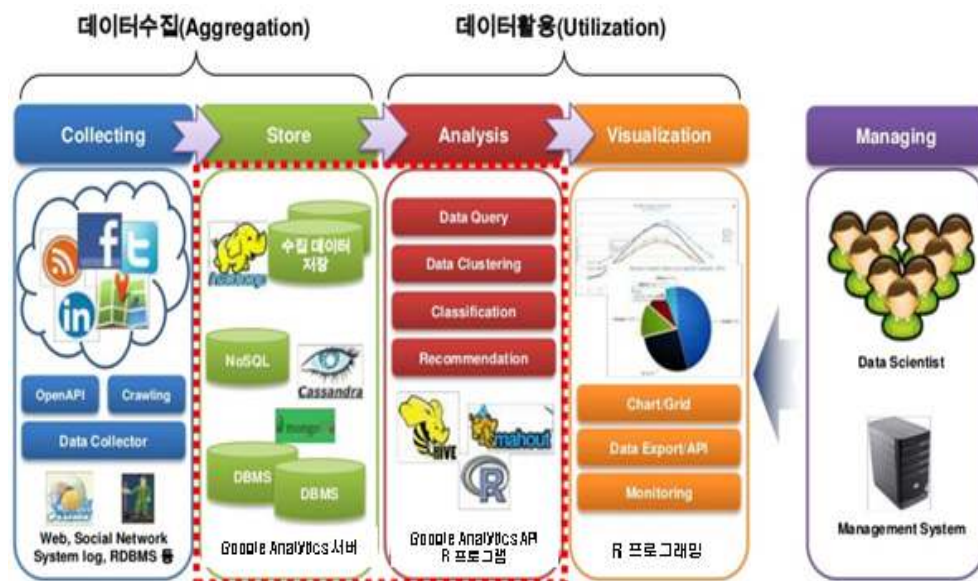 데이터수집(Aggregation)
데이터활용(Utilization)
Collecting
Store
Analysis
Visualization
Managing
수집 데이터
저장
hadoop
NoSQL
Cassandra
mongo
DBMS
DBMS
Google Analytics 서버
OpenAPI
Crawling
Data Collector
Web, Social Network
System log, RDBMS 등
Data Query
Data Clustering
Classification
Recommendation
HIVE
mahout
R
Google Analytics API
R 프로그램
Chart/Grid
Data Export/API
Monitoring
R 프로그래밍
Data Scientist
Management System